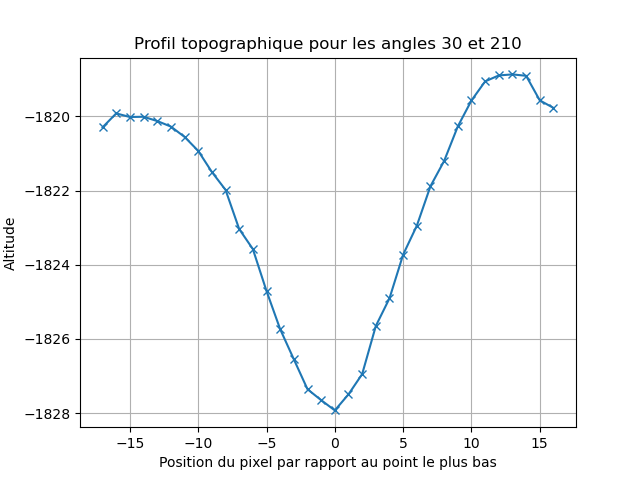 Profil topographique pour les angles 30 et 210
−1820
−1822
−1824
−1826
−1828
Altitude
−15 −10 −5 0 5 10 15
Position du pixel par rapport au point le plus bas